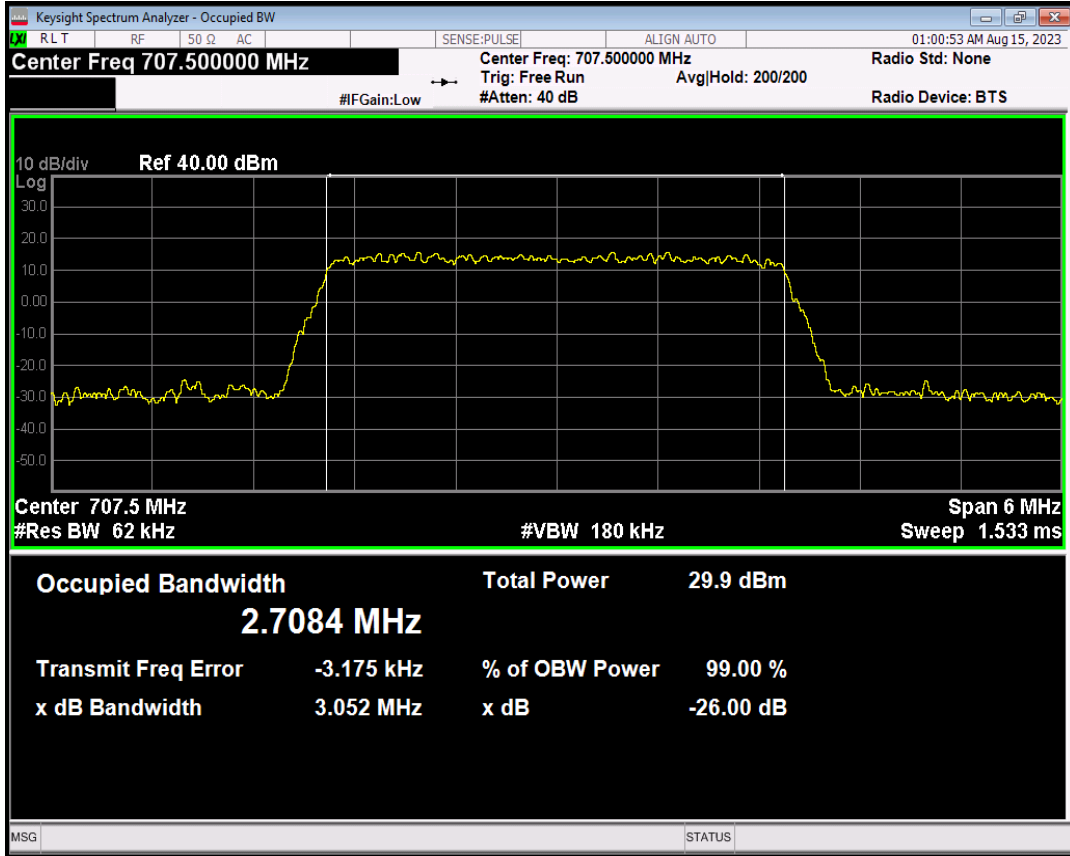 Keysight Spectrum Analyzer - Occupied BW
LXI RLT RF 50 Ω AC SENSE:PULSE ALIGN AUTO 01:00:53 AM Aug 15, 2023
Center Freq 707.500000 MHz Center Freq: 707.500000 MHz Radio Std: None
Trig: Free Run Avg|Hold: 200/200
#IFGain:Low #Atten: 40 dB Radio Device: BTS
10 dB/div Ref 40.00 dBm
Log
30.0
20.0
10.0
0.00
-10.0
-20.0
-30.0
-40.0
-50.0
Center 707.5 MHz Span 6 MHz
#Res BW 62 kHz #VBW 180 kHz Sweep 1.533 ms
Occupied Bandwidth Total Power 29.9 dBm
2.7084 MHz
Transmit Freq Error -3.175 kHz % of OBW Power 99.00 %
x dB Bandwidth 3.052 MHz x dB -26.00 dB
MSG STATUS